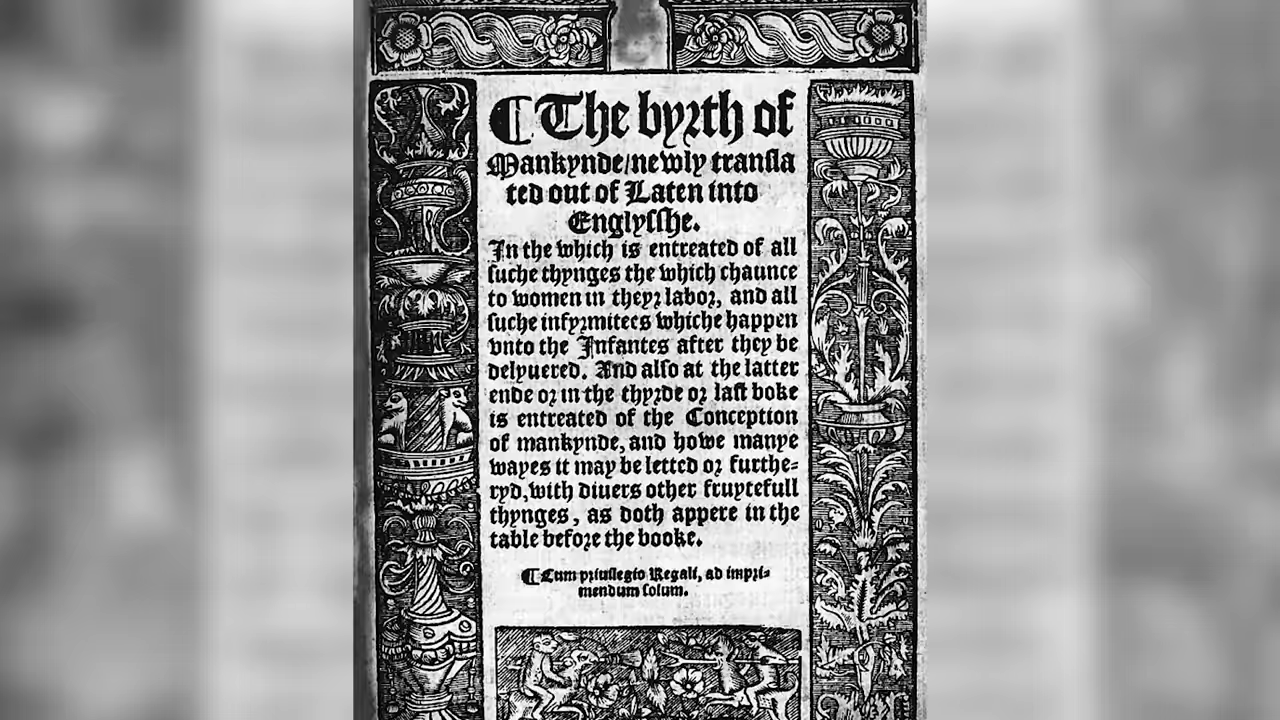 ¶ The byrth of
Mankynde/newly transla
ted out of Laten into
Englysshe.
In the which is entreated of all
suche thynges the which chaunce
to women in theyr labor, and all
suche infyrmitees whiche happen
vnto the Infantes after they be
delyuered. And also at the latter
ende or in the thyrde or last boke
is entreated of the Conception
of mankynde, and howe manye
wayes it may be letted or furthe=
ryd, with diuers other fruytefull
thynges, as doth appere in the
table before the booke.
¶ Cum priuilegio Regali, ad impri=
mendum solum.